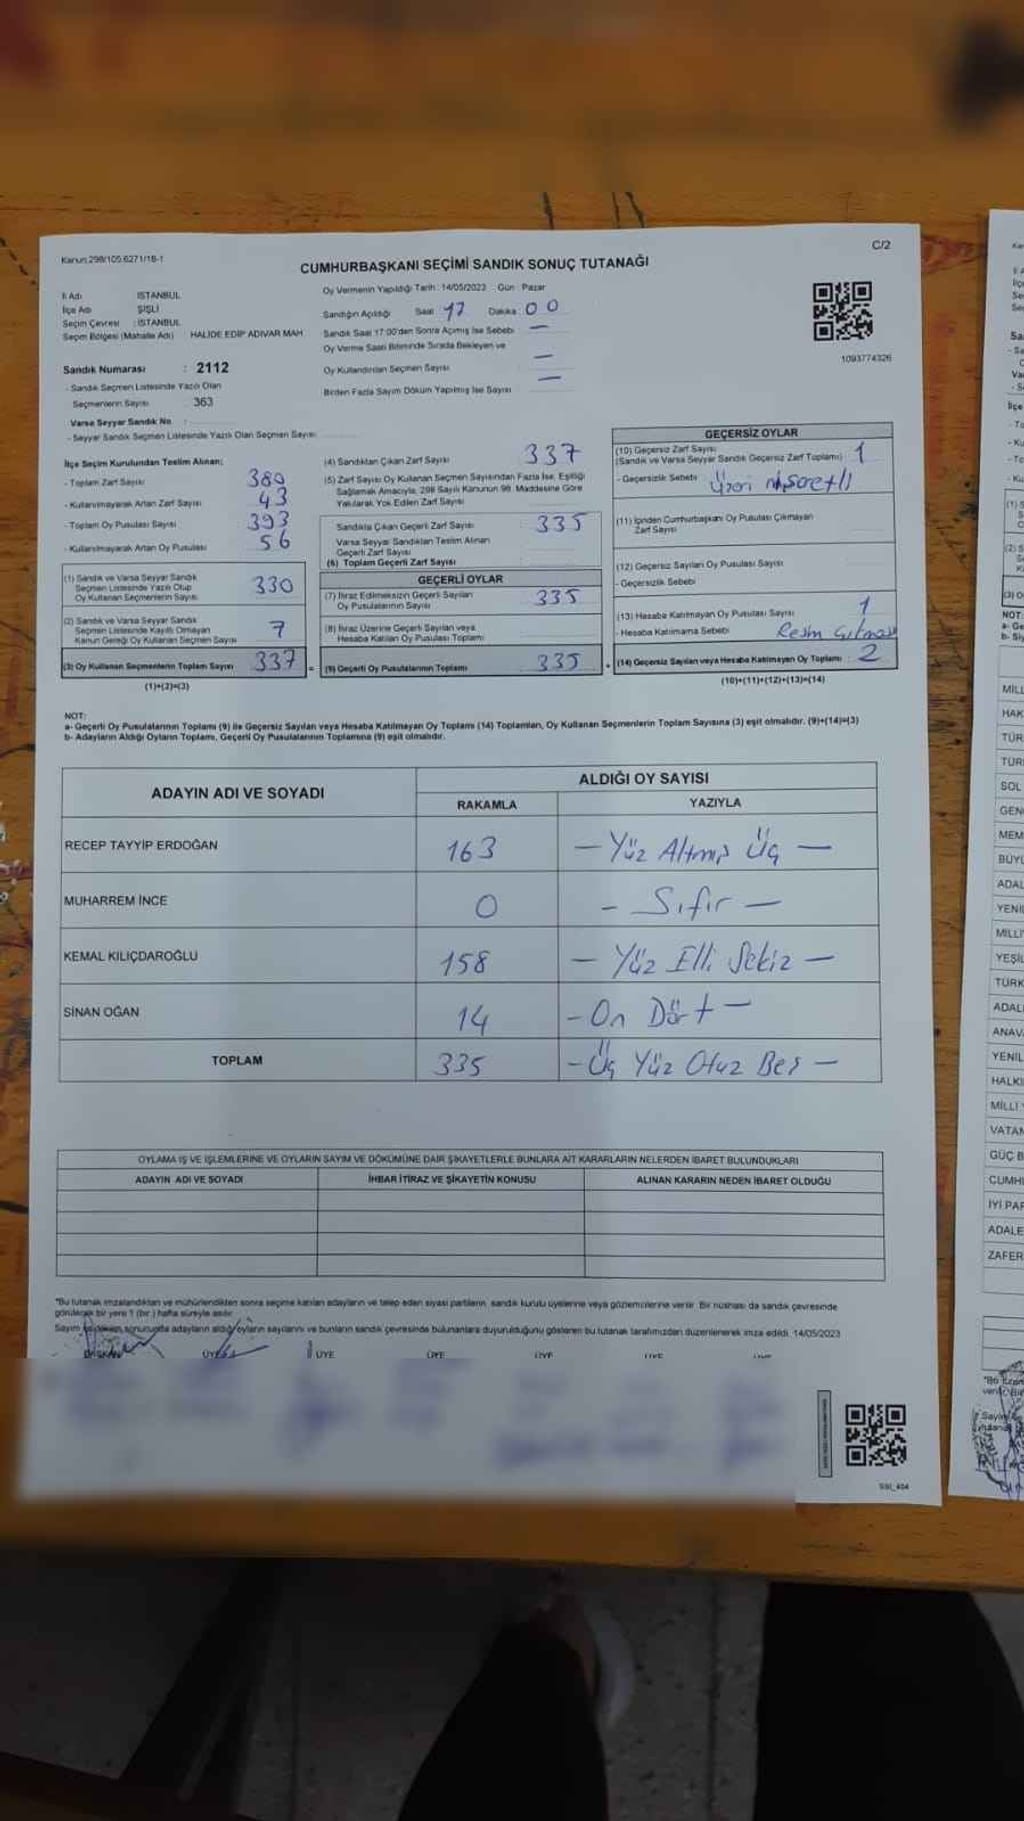 Kanun:298/105.6271/18-1
C/2
CUMHURBAŞKANI SEÇİMİ SANDIK SONUÇ TUTANAĞI
İl Adı : İSTANBUL
İlçe Adı : ŞİŞLİ
Seçim Çevresi : İSTANBUL
Seçim Bölgesi (Mahalle Adı) : HALİDE EDİP ADIVAR MAH.
Sandık Numarası : 2112
- Sandık Seçmen Listesinde Yazılı Olan
Seçmenlerin Sayısı : 363
Varsa Seyyar Sandık No :
- Seyyar Sandık Seçmen Listesinde Yazılı Olan Seçmen Sayısı:
Oy Vermenin Yapıldığı Tarih : 14/05/2023 Gün : Pazar
Sandığın Açıldığı Saat 17 Dakika 00
Sandık Saat 17:00'den Sonra Açılmış İse Sebebi —
Oy Verme Saati Bitiminde Sırada Bekleyen ve
Oy Kullandırılan Seçmen Sayısı —
Birden Fazla Sayım Döküm Yapılmış İse Sayısı —
1093774326
İlçe Seçim Kurulundan Teslim Alınan;
- Toplam Zarf Sayısı : 380
- Kullanılmayarak Artan Zarf Sayısı : 43
- Toplam Oy Pusulası Sayısı : 393
- Kullanılmayarak Artan Oy Pusulası : 56
(1) Sandık ve Varsa Seyyar Sandık
Seçmen Listesinde Yazılı Olup
Oy Kullanan Seçmenlerin Sayısı 330
(2) Sandık ve Varsa Seyyar Sandık
Seçmen Listesinde Kayıtlı Olmayan
Kanun Gereği Oy Kullanan Seçmen Sayısı 7
(3) Oy Kullanan Seçmenlerin Toplam Sayısı 337
(1)+(2)=(3)
(4) Sandıktan Çıkan Zarf Sayısı 337
(5) Zarf Sayısı Oy Kullanan Seçmen Sayısından Fazla İse, Eşitliği
Sağlamak Amacıyla, 298 Sayılı Kanunun 98. Maddesine Göre
Yakılarak Yok Edilen Zarf Sayısı
Sandıkta Çıkan Geçerli Zarf Sayısı 335
Varsa Seyyar Sandıktan Teslim Alınan
Geçerli Zarf Sayısı
(6) Toplam Geçerli Zarf Sayısı
GEÇERLİ OYLAR
(7) İtiraz Edilmeksizin Geçerli Sayılan
Oy Pusulalarının Sayısı 335
(8) İtiraz Üzerine Geçerli Sayılan veya
Hesaba Katılan Oy Pusulası Toplamı
(9) Geçerli Oy Pusulalarının Toplamı 335
GEÇERSİZ OYLAR
(10) Geçersiz Zarf Sayısı
(Sandık ve Varsa Seyyar Sandık Geçersiz Zarf Toplamı) 1
- Geçersizlik Sebebi : Üzeri işaretli
(11) İçinden Cumhurbaşkanı Oy Pusulası Çıkmayan
Zarf Sayısı
(12) Geçersiz Sayılan Oy Pusulası Sayısı
- Geçersizlik Sebebi
(13) Hesaba Katılmayan Oy Pusulası Sayısı 1
- Hesaba Katılmama Sebebi : Resim
(14) Geçersiz Sayılan veya Hesaba Katılmayan Oy Toplamı : 2
(10)+(11)+(12)+(13)=(14)
NOT:
a- Geçerli Oy Pusulalarının Toplamı (9) ile Geçersiz Sayılan veya Hesaba Katılmayan Oy Toplamı (14) Toplamları, Oy Kullanan Seçmenlerin Toplam Sayısına (3) eşit olmalıdır. (9)+(14)=(3)
b- Adayların Aldığı Oyların Toplamı, Geçerli Oy Pusulalarının Toplamına (9) eşit olmalıdır.
ADAYIN ADI VE SOYADI ALDIĞI OY SAYISI
RAKAMLA YAZIYLA
RECEP TAYYİP ERDOĞAN 163 — Yüz Altmış Üç —
MUHARREM İNCE 0 — Sıfır —
KEMAL KILIÇDAROĞLU 158 — Yüz Elli Sekiz —
SİNAN OĞAN 14 — On Dört —
TOPLAM 335 — Üç Yüz Otuz Beş —
OYLAMA İŞ VE İŞLEMLERİNE VE OYLARIN SAYIM VE DÖKÜMÜNE DAİR ŞİKAYETLERLE BUNLARA AİT KARARLARIN NELERDEN İBARET BULUNDUKLARI
ADAYIN ADI VE SOYADI İHBAR İTİRAZ VE ŞİKAYETİN KONUSU ALINAN KARARIN NEDEN İBARET OLDUĞU
*Bu tutanak imzalandıktan ve mühürlendikten sonra seçime katılan adayların ve talep eden siyasi partilerin sandık kurulu üyelerine veya gözlemcilerine verilir. Bir nüshası da sandık çevresinde
görülecek bir yere 1 (bir) hafta süreyle asılır.
Sayım ve döküm sonucunda adayların aldığı oyların sayılarını ve bunların sandık çevresinde bulunanlara duyurulduğunu gösteren bu tutanak tarafımızdan düzenlenerek imza edildi. 14/05/2023
BAŞKAN ÜYE ÜYE ÜYE ÜYE ÜYE ÜYE